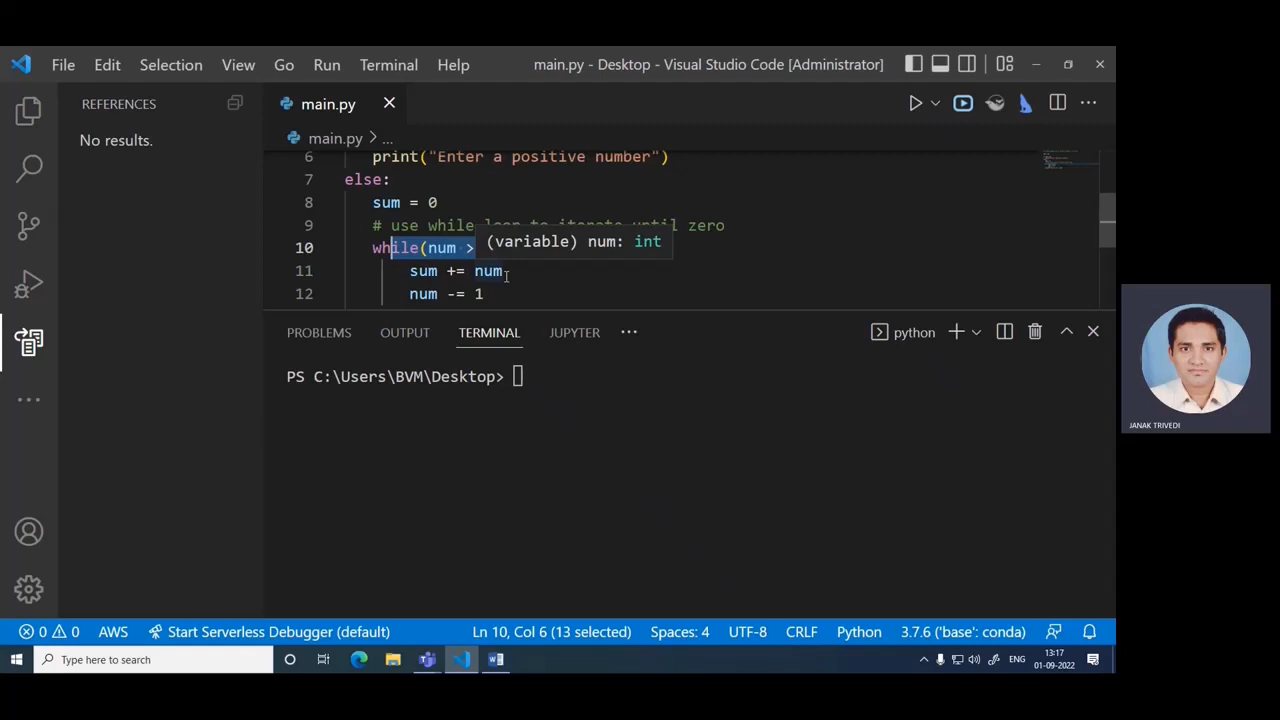 File Edit Selection View Go Run Terminal Help main.py - Desktop - Visual Studio Code [Administrator]
REFERENCES
No results.
main.py
main.py > ...
6 print("Enter a positive number")
7 else:
8 sum = 0
9 # use while loop to iterate until zero
10 while(num >
(variable) num: int
11 sum += num
12 num -= 1
PROBLEMS OUTPUT TERMINAL JUPYTER ... python
PS C:\Users\BVM\Desktop>
JANAK TRIVEDI
0 0 AWS Start Serverless Debugger (default) Ln 10, Col 6 (13 selected) Spaces: 4 UTF-8 CRLF Python 3.7.6 ('base': conda)
Type here to search ENG 13:17
01-09-2022